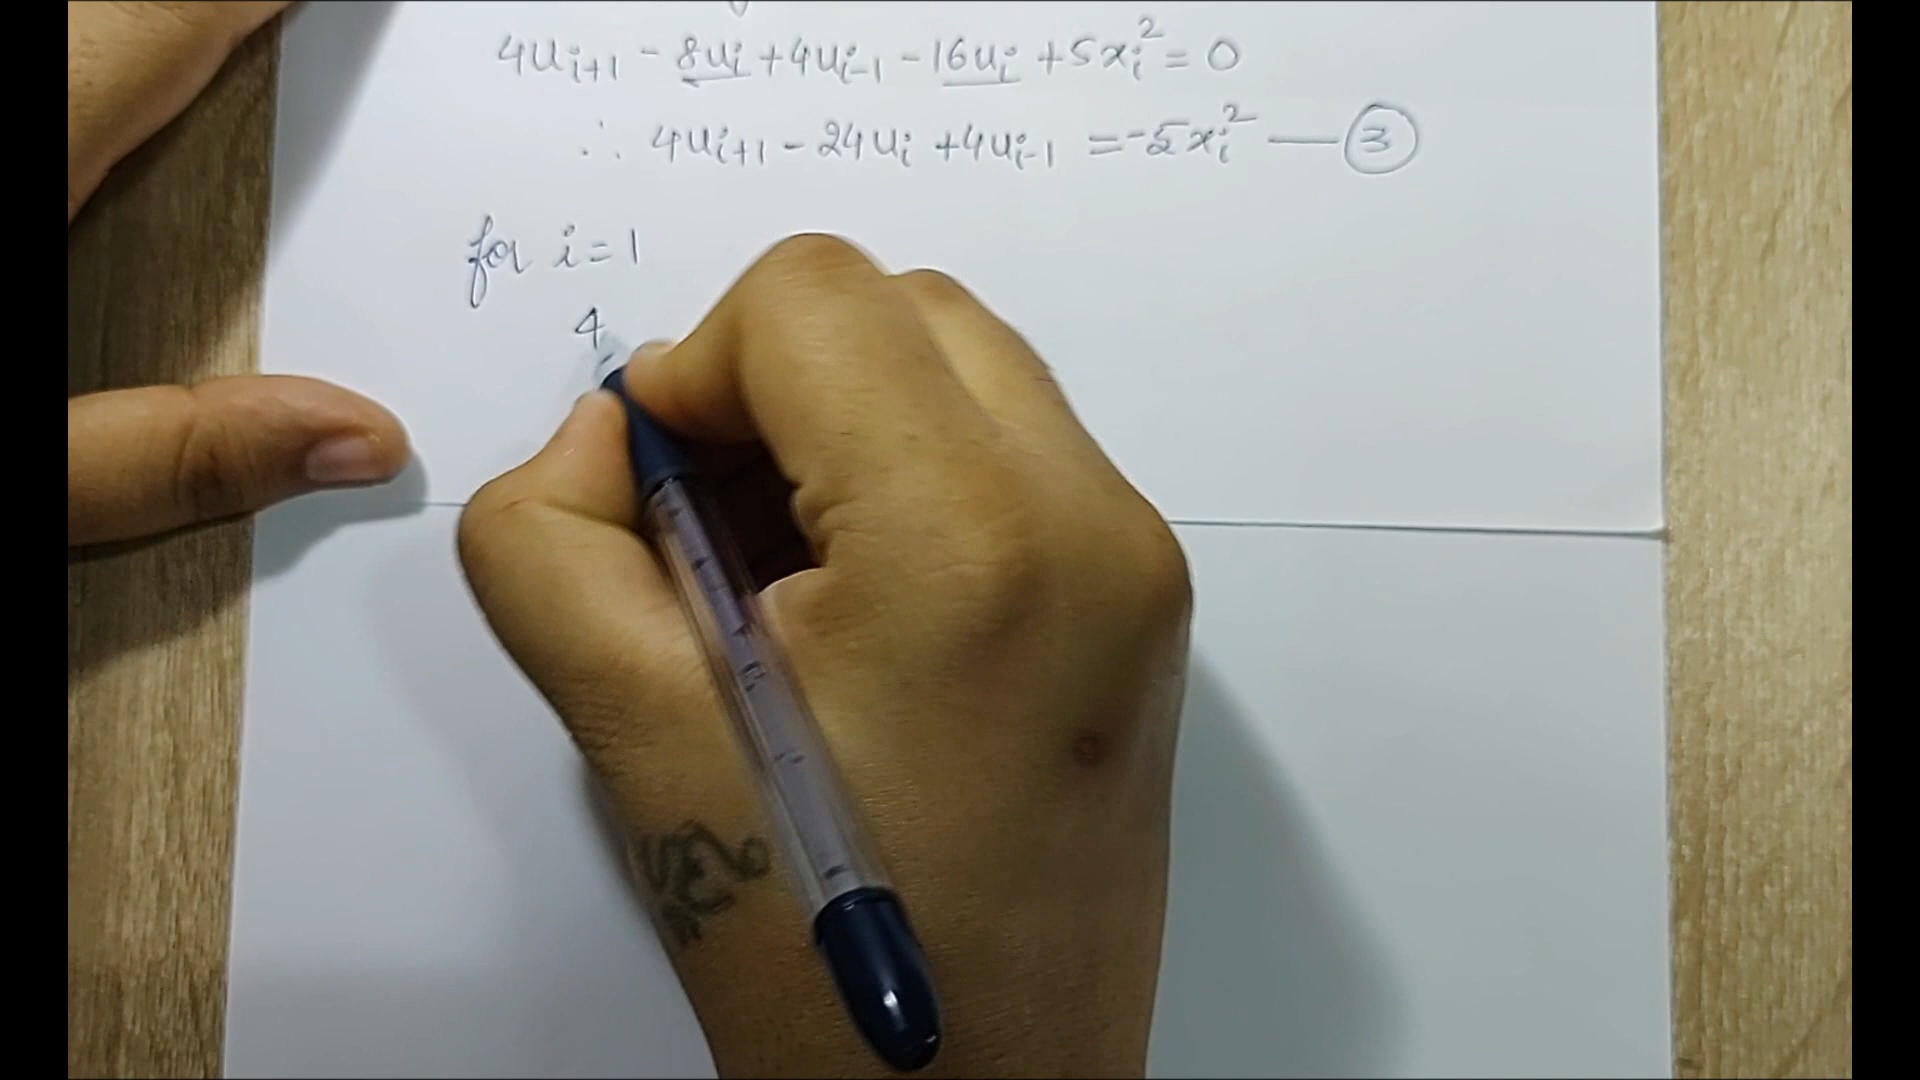 4u_{i+1} - 8u_i + 4u_{i-1} - 16u_i + 5x_i^2 = 0
∴ 4u_{i+1} - 24u_i + 4u_{i-1} = -5x_i^2 — ③
for i = 1
4